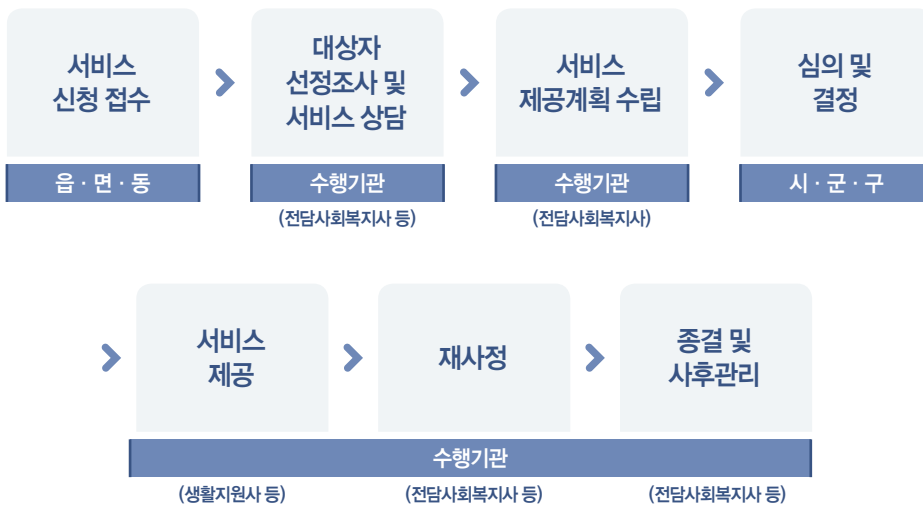 서비스
신청 접수
읍 · 면 · 동
대상자
선정조사 및
서비스 상담
수행기관
(전담사회복지사 등)
서비스
제공계획 수립
수행기관
(전담사회복지사)
심의 및
결정
시 · 군 · 구
서비스
제공
재사정
종결 및
사후관리
수행기관
(생활지원사 등)
(전담사회복지사 등)
(전담사회복지사 등)